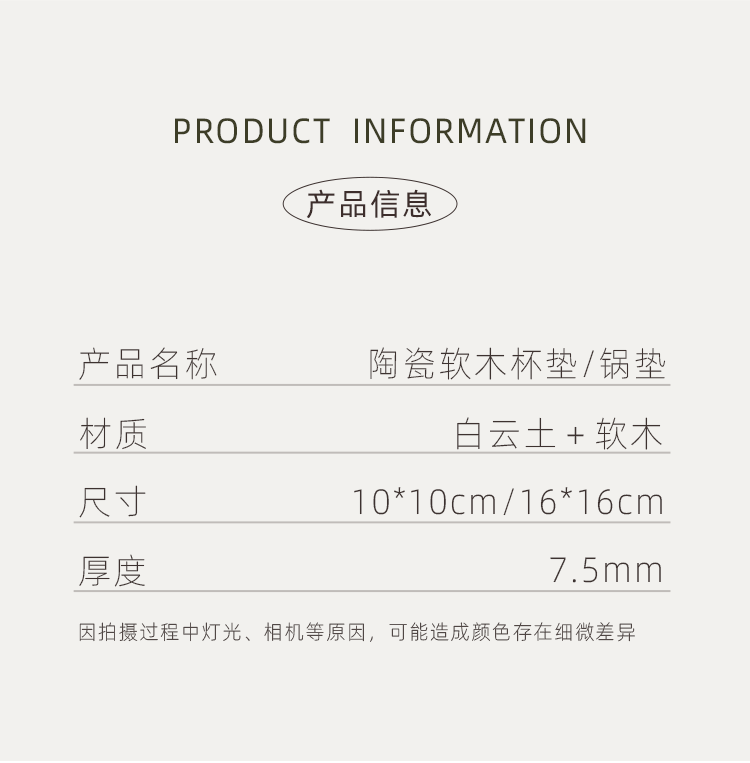 PRODUCT INFORMATION
产品信息
产品名称 陶瓷软木杯垫/锅垫
材质 白云土+软木
尺寸 10*10cm/16*16cm
厚度 7.5mm
因拍摄过程中灯光、相机等原因，可能造成颜色存在细微差异